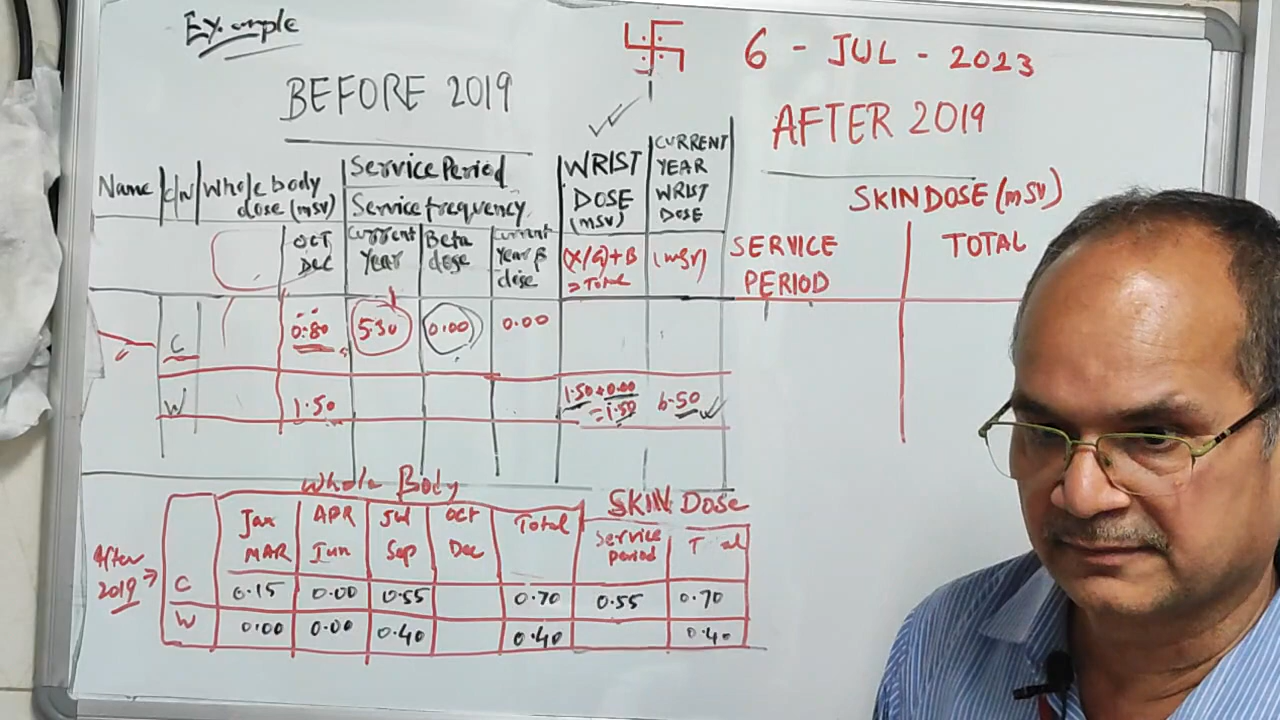 Example
6 - JUL - 2023
BEFORE 2019
AFTER 2019
Name C/W Whole body dose (msv) Service Period WRIST DOSE (msv) CURRENT YEAR WRIST DOSE
Service frequency
SKIN DOSE (msv)
OCT DEC Current Year Beta dose Current Year β dose (X/G)+B = Total (msv) SERVICE PERIOD TOTAL
C 0.80 5.30 0.00 0.00
W 1.50 1.50+0.00 6.50
=1.50
Whole Body SKIN Dose
After 2019 → Jan MAR APR Jun Jul Sep OCT Dec Total Service period
C 0.15 0.00 0.55 0.70 0.55 0.70
W 0.00 0.00 0.40 0.40 0.40